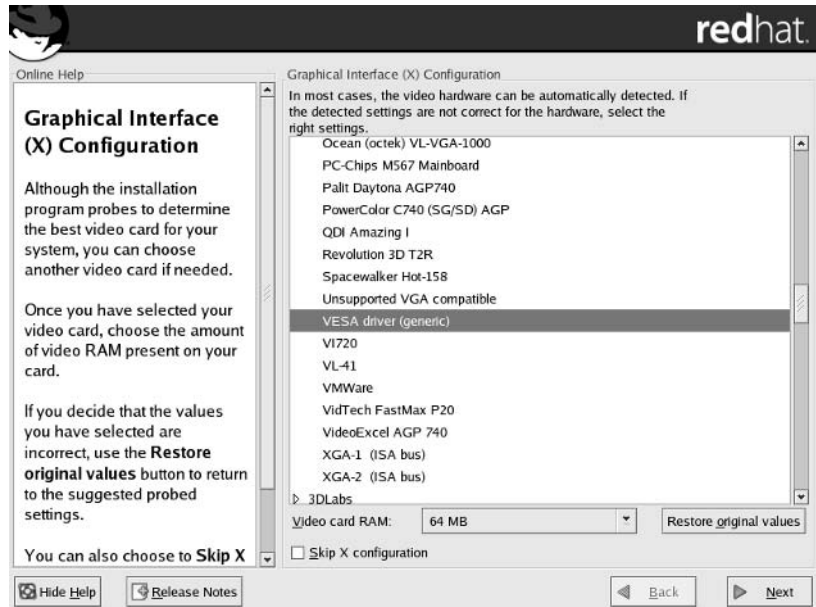 redhat.
Online Help
Graphical Interface
(X) Configuration
Although the installation
program probes to determine
the best video card for your
system, you can choose
another video card if needed.
Once you have selected your
video card, choose the amount
of video RAM present on your
card.
If you decide that the values
you have selected are
incorrect, use the Restore
original values button to return
to the suggested probed
settings.
You can also choose to Skip X
Graphical Interface (X) Configuration
In most cases, the video hardware can be automatically detected. If
the detected settings are not correct for the hardware, select the
right settings.
Ocean (octek) VL-VGA-1000
PC-Chips M567 Mainboard
Palit Daytona AGP740
PowerColor C740 (SG/SD) AGP
QDI Amazing I
Revolution 3D T2R
Spacewalker Hot-158
Unsupported VGA compatible
VESA driver (generic)
VI720
VL-41
VMWare
VidTech FastMax P20
VideoExcel AGP 740
XGA-1 (ISA bus)
XGA-2 (ISA bus)
3DLabs
Video card RAM: 64 MB Restore original values
Skip X configuration
Hide Help Release Notes Back Next